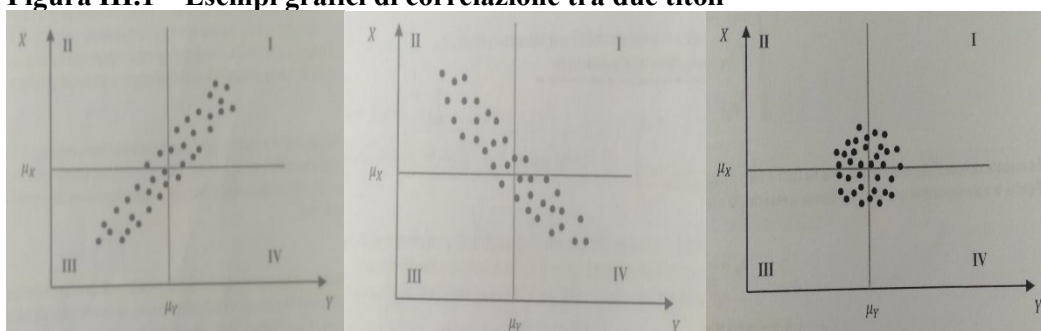 Figura III.1 Esempi grafici di correlazione tra due titoli
X II I
μX
III IV
μY Y
X II I
μX
III IV
μY Y
X II I
μX
III IV
μY Y